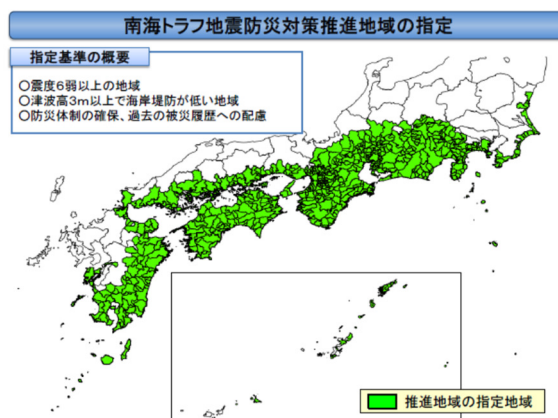 南海トラフ地震防災対策推進地域の指定
指定基準の概要
○震度6弱以上の地域
○津波高3m以上で海岸堤防が低い地域
○防災体制の確保、過去の被災履歴への配慮
推進地域の指定地域